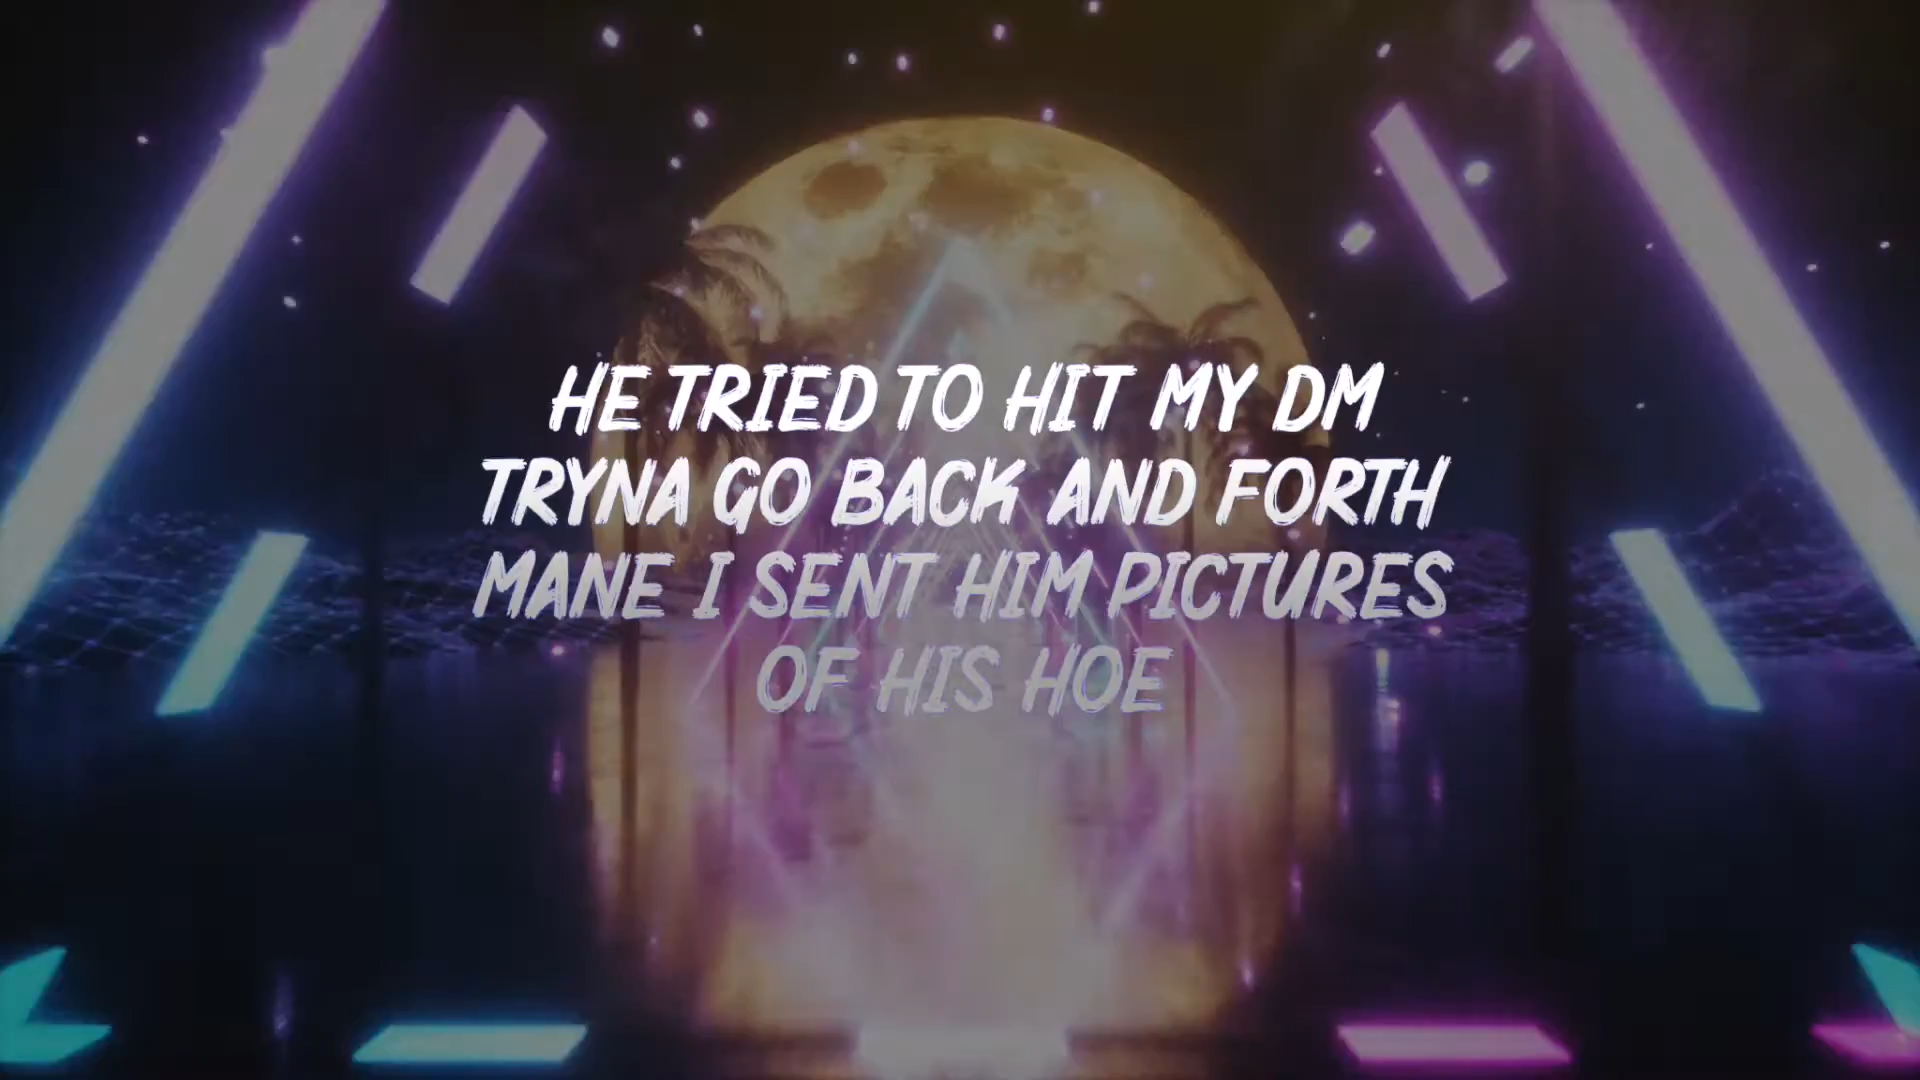 HE TRIED TO HIT MY DM
TRYNA GO BACK AND FORTH
MANE I SENT HIM PICTURES
OF HIS HOE